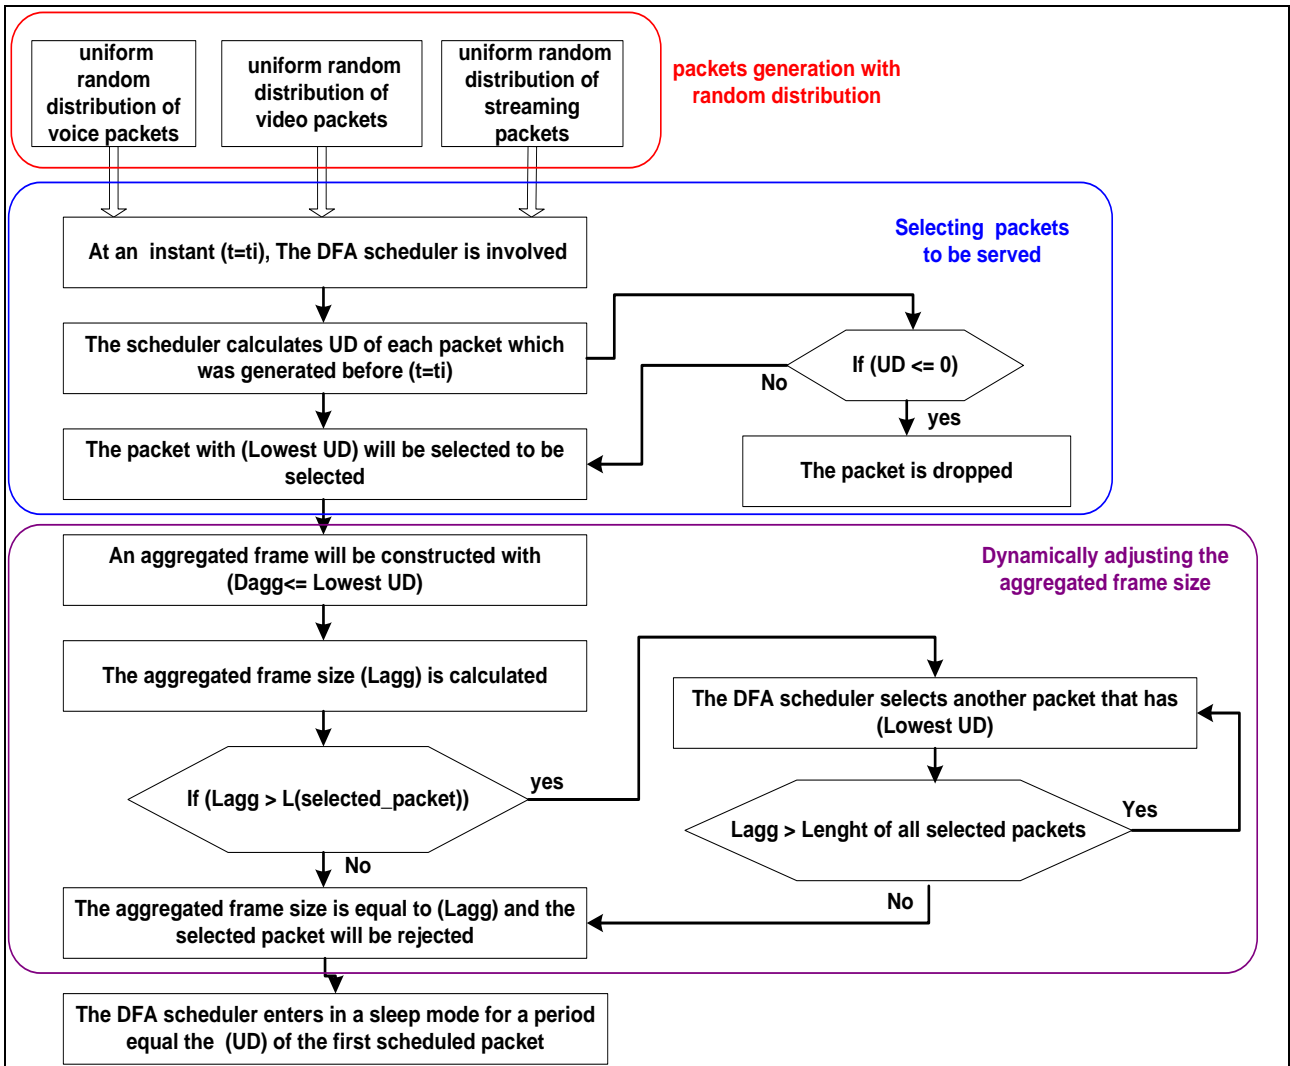 uniform
random
distribution of
voice packets
uniform random
distribution of
video packets
uniform random
distribution of
streaming
packets
packets generation with
random distribution
Selecting packets
to be served
At an instant (t=ti), The DFA scheduler is involved
The scheduler calculates UD of each packet which
was generated before (t=ti)
If (UD <= 0)
No
yes
The packet with (Lowest UD) will be selected to be
selected
The packet is dropped
An aggregated frame will be constructed with
(Dagg<= Lowest UD)
Dynamically adjusting the
aggregated frame size
The aggregated frame size (Lagg) is calculated
The DFA scheduler selects another packet that has
(Lowest UD)
If (Lagg > L(selected_packet))
yes
Lagg > Lenght of all selected packets
Yes
No
No
The aggregated frame size is equal to (Lagg) and the
selected packet will be rejected
The DFA scheduler enters in a sleep mode for a period
equal the (UD) of the first scheduled packet